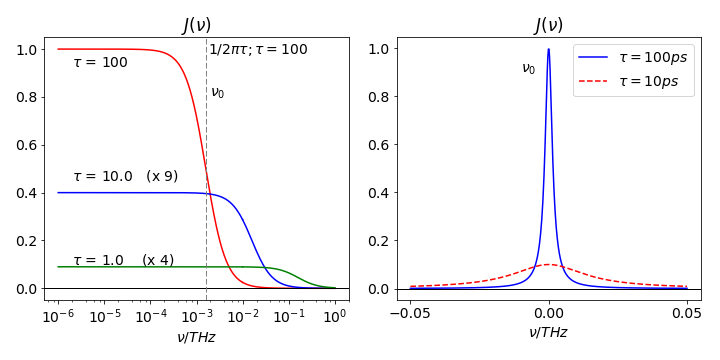 J(ν)
1/2πτ; τ = 100
τ = 100
ν₀
τ = 10.0 (x 9)
τ = 1.0 (x 4)
1.0
0.8
0.6
0.4
0.2
0.0
10⁻⁶ 10⁻⁵ 10⁻⁴ 10⁻³ 10⁻² 10⁻¹ 10⁰
ν/THz
J(ν)
ν₀
τ = 100ps
τ = 10ps
1.0
0.8
0.6
0.4
0.2
0.0
−0.05 0.00 0.05
ν/THz